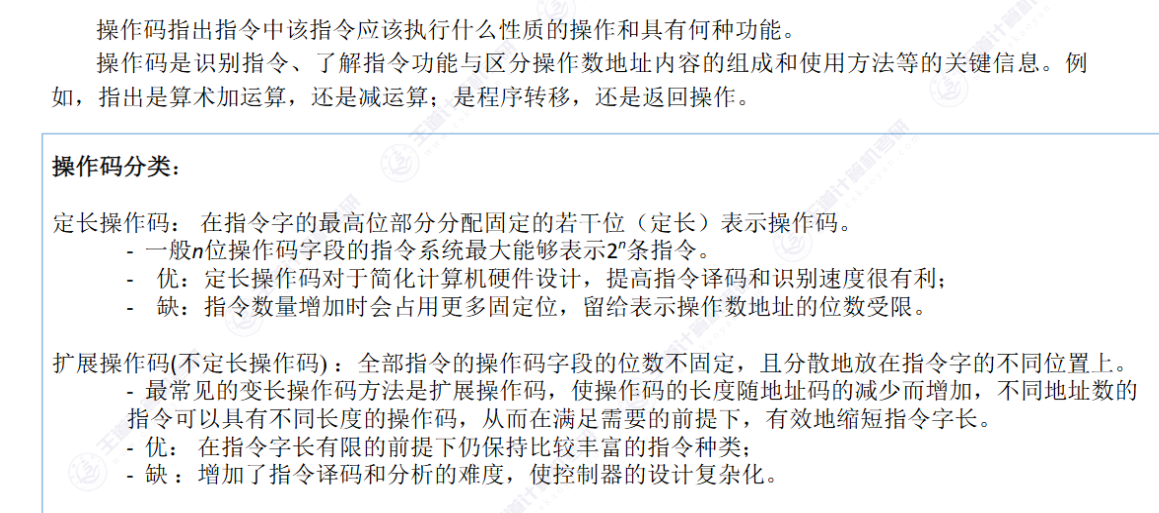 操作码指出指令中该指令应该执行什么性质的操作和具有何种功能。
操作码是识别指令、了解指令功能与区分操作数地址内容的组成和使用方法等的关键信息。例
如，指出是算术加运算，还是减运算；是程序转移，还是返回操作。
操作码分类：
定长操作码： 在指令字的最高位部分分配固定的若干位（定长）表示操作码。
- 一般n位操作码字段的指令系统最大能够表示2ⁿ条指令。
- 优：定长操作码对于简化计算机硬件设计，提高指令译码和识别速度很有利；
- 缺：指令数量增加时会占用更多固定位，留给表示操作数地址的位数受限。
扩展操作码(不定长操作码)：全部指令的操作码字段的位数不固定，且分散地放在指令字的不同位置上。
- 最常见的变长操作码方法是扩展操作码，使操作码的长度随地址码的减少而增加，不同地址数的
指令可以具有不同长度的操作码，从而在满足需要的前提下，有效地缩短指令字长。
- 优： 在指令字长有限的前提下仍保持比较丰富的指令种类；
- 缺 ：增加了指令译码和分析的难度，使控制器的设计复杂化。